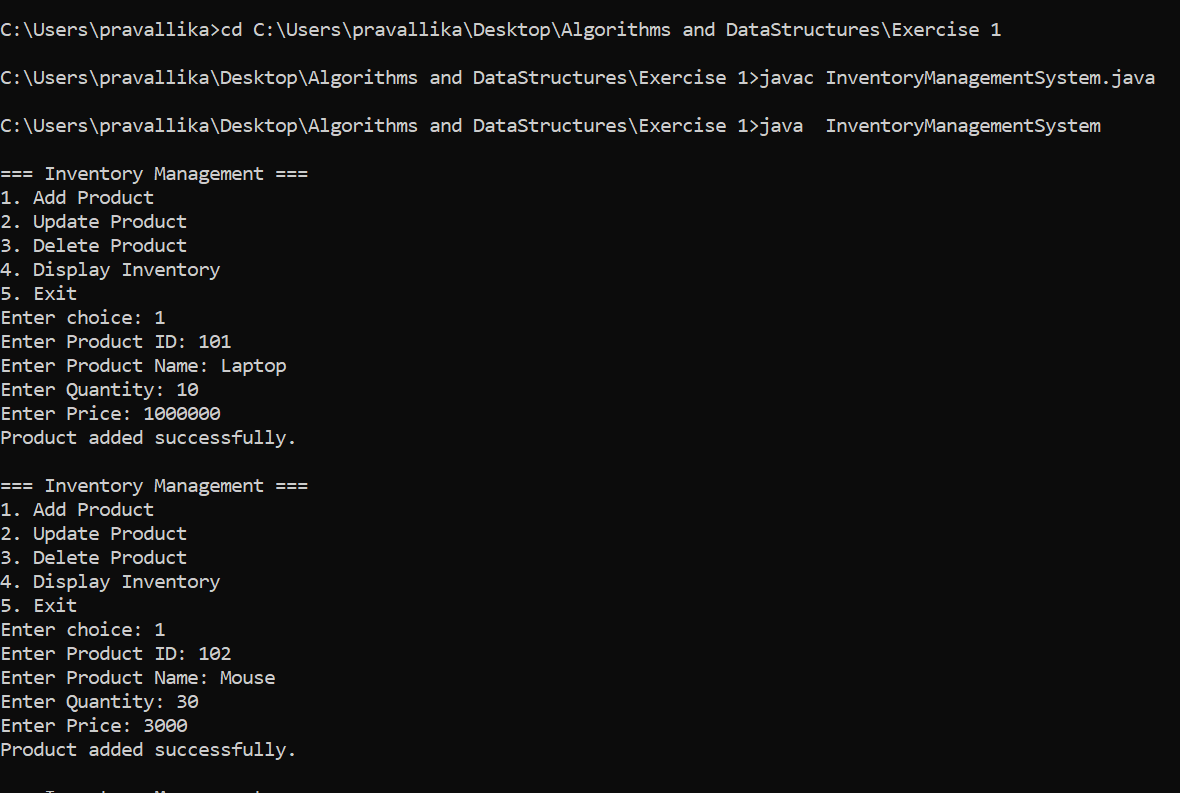 C:\Users\pravallika>cd C:\Users\pravallika\Desktop\Algorithms and DataStructures\Exercise 1
C:\Users\pravallika\Desktop\Algorithms and DataStructures\Exercise 1>javac InventoryManagementSystem.java
C:\Users\pravallika\Desktop\Algorithms and DataStructures\Exercise 1>java  InventoryManagementSystem
=== Inventory Management ===
1. Add Product
2. Update Product
3. Delete Product
4. Display Inventory
5. Exit
Enter choice: 1
Enter Product ID: 101
Enter Product Name: Laptop
Enter Quantity: 10
Enter Price: 1000000
Product added successfully.
=== Inventory Management ===
1. Add Product
2. Update Product
3. Delete Product
4. Display Inventory
5. Exit
Enter choice: 1
Enter Product ID: 102
Enter Product Name: Mouse
Enter Quantity: 30
Enter Price: 3000
Product added successfully.